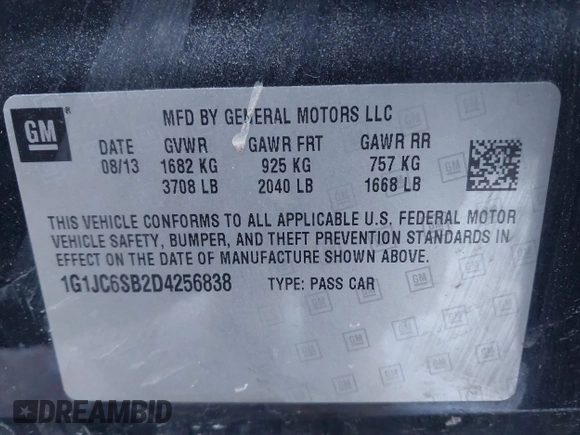 GM
MFD BY GENERAL MOTORS LLC
DATE GVWR GAWR FRT GAWR RR
08/13 1682 KG 925 KG 757 KG
3708 LB 2040 LB 1668 LB
THIS VEHICLE CONFORMS TO ALL APPLICABLE U.S. FEDERAL MOTOR
VEHICLE SAFETY, BUMPER, AND THEFT PREVENTION STANDARDS IN
EFFECT ON THE DATE OF MANUFACTURE SHOWN ABOVE.
1G1JC6SB2D4256838 TYPE: PASS CAR
DREAMBID